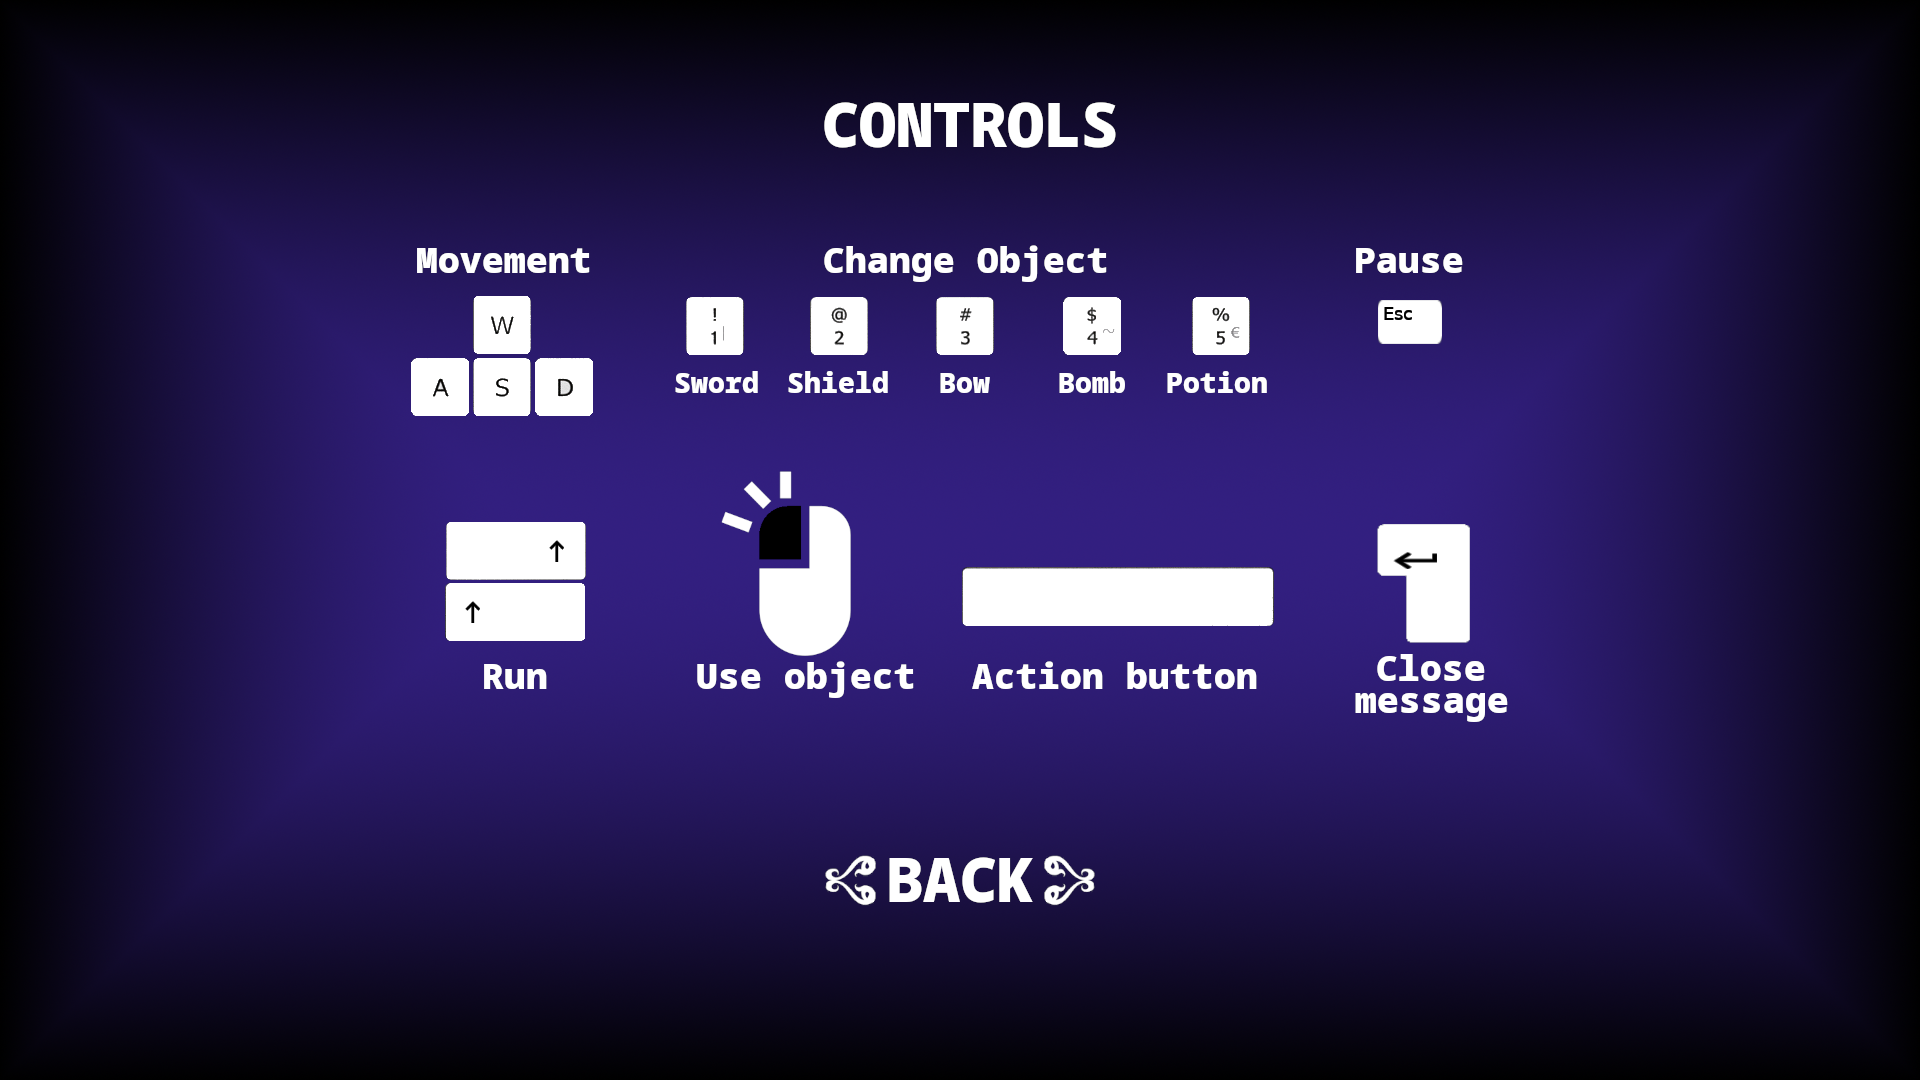 CONTROLS
Movement Change Object Pause
W
A S D
! 1 |
@ 2
# 3
$ 4 ~
% 5 €
Esc
Sword Shield Bow Bomb Potion
↑
↑
↵
Run Use object Action button Close
message
BACK